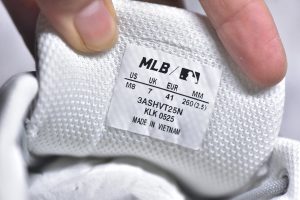 MLB
US UK EUR MM
M8 7 41 260(2.5)
3ASHVT25N
KLK 0525
MADE IN VIETNAM